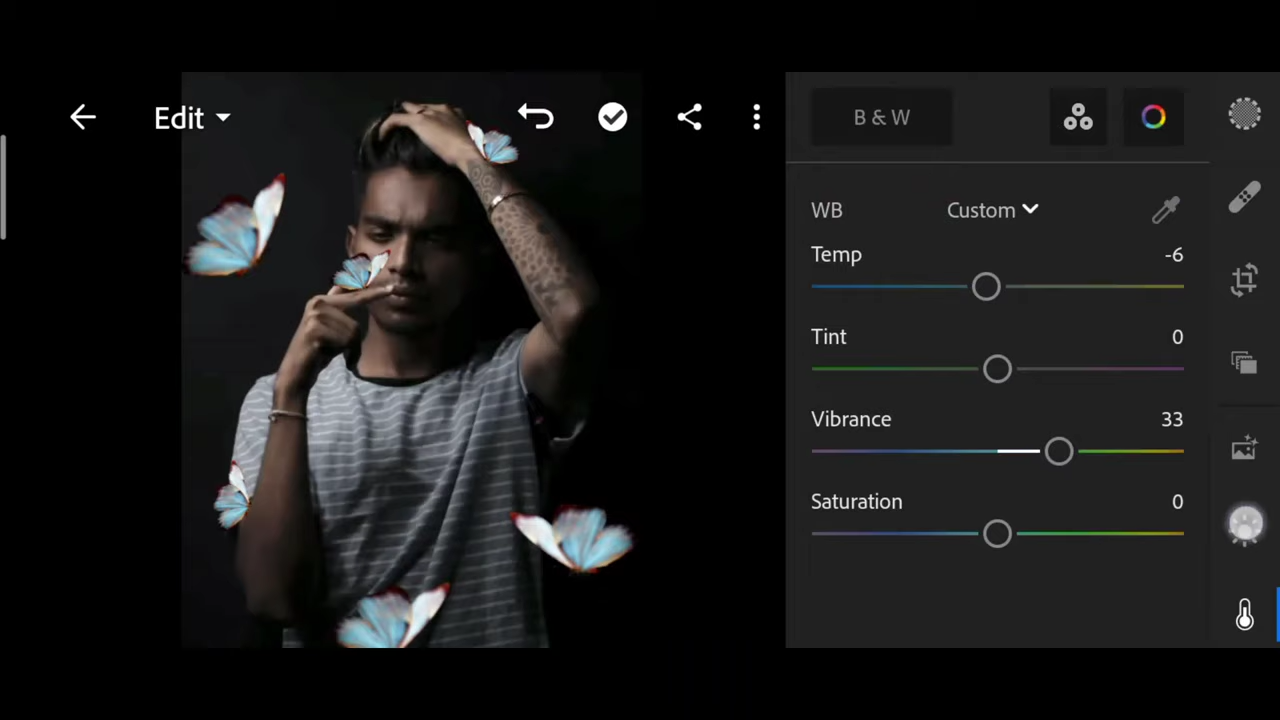 Edit
B & W
WB Custom
Temp -6
Tint 0
Vibrance 33
Saturation 0